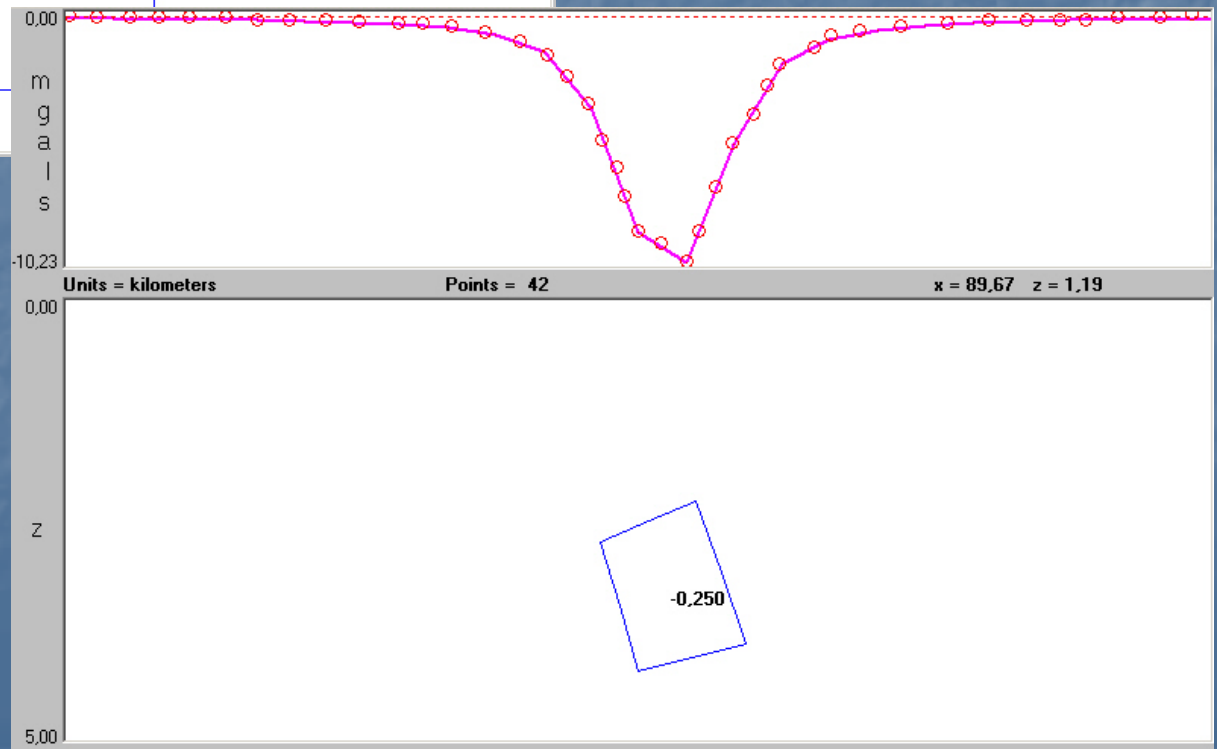 0,00
m
g
a
l
s
-10,23
Units = kilometers Points = 42 x = 89,67 z = 1,19
0,00
z
-0,250
5,00